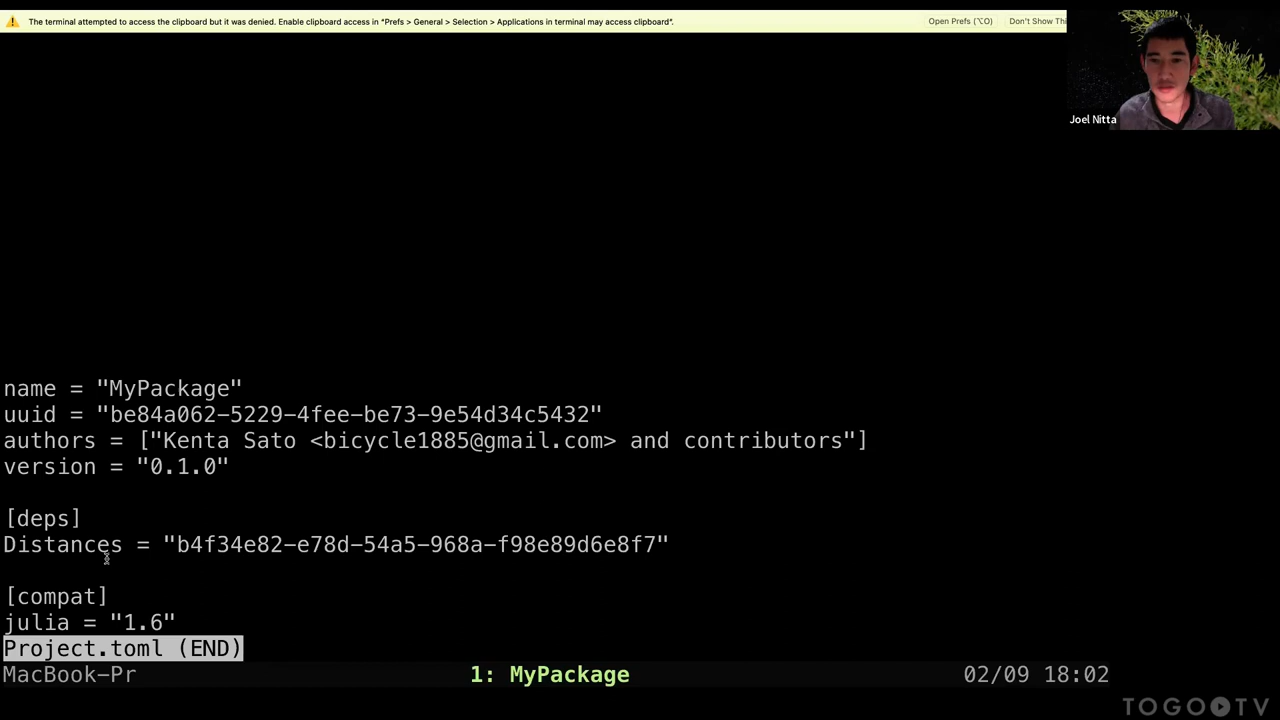 The terminal attempted to access the clipboard but it was denied. Enable clipboard access in "Prefs > General > Selection > Applications in terminal may access clipboard".
Open Prefs (⌥O)
Don't Show Thi
Joel Nitta
name = "MyPackage"
uuid = "be84a062-5229-4fee-be73-9e54d34c5432"
authors = ["Kenta Sato <bicycle1885@gmail.com> and contributors"]
version = "0.1.0"
[deps]
Distances = "b4f34e82-e78d-54a5-968a-f98e89d6e8f7"
[compat]
julia = "1.6"
Project.toml (END)
MacBook-Pr
1: MyPackage
02/09 18:02
TOGO TV